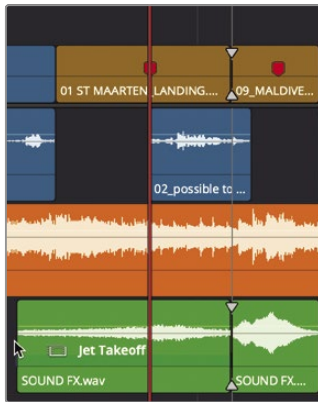 01 ST MAARTEN_LANDING....
09_MALDIVE...
02_possible to ...
Jet Takeoff
SOUND FX.wav
SOUND FX....